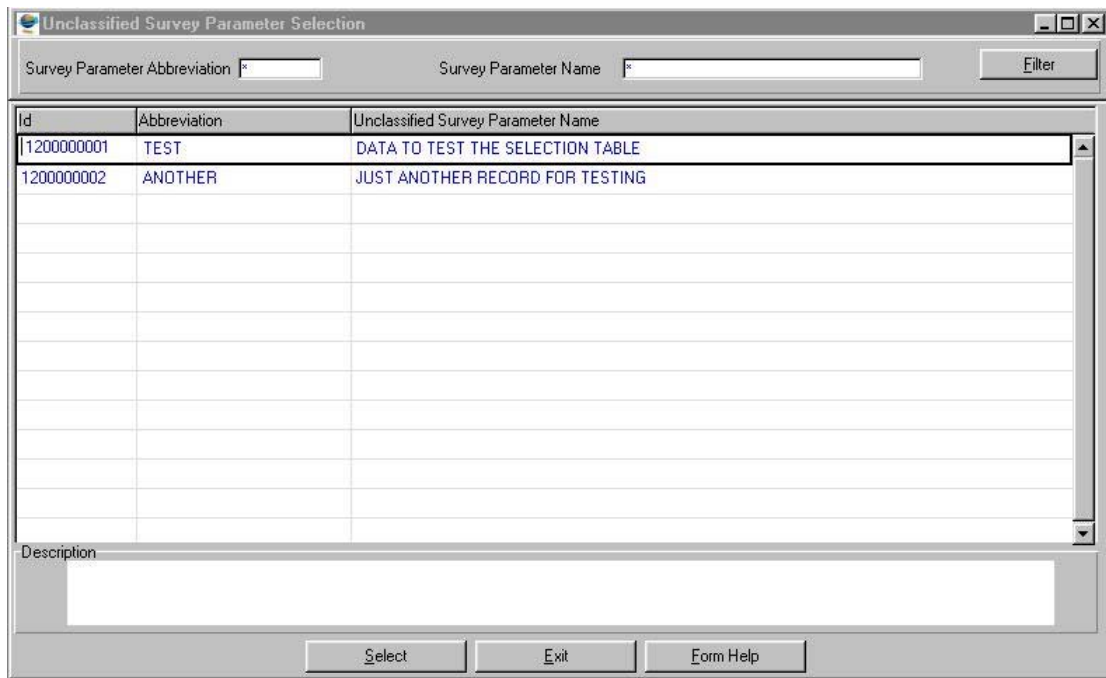 Unclassified Survey Parameter Selection
Survey Parameter Abbreviation * Survey Parameter Name * Filter
Id Abbreviation Unclassified Survey Parameter Name
1200000001 TEST DATA TO TEST THE SELECTION TABLE
1200000002 ANOTHER JUST ANOTHER RECORD FOR TESTING
Description
Select Exit Form Help